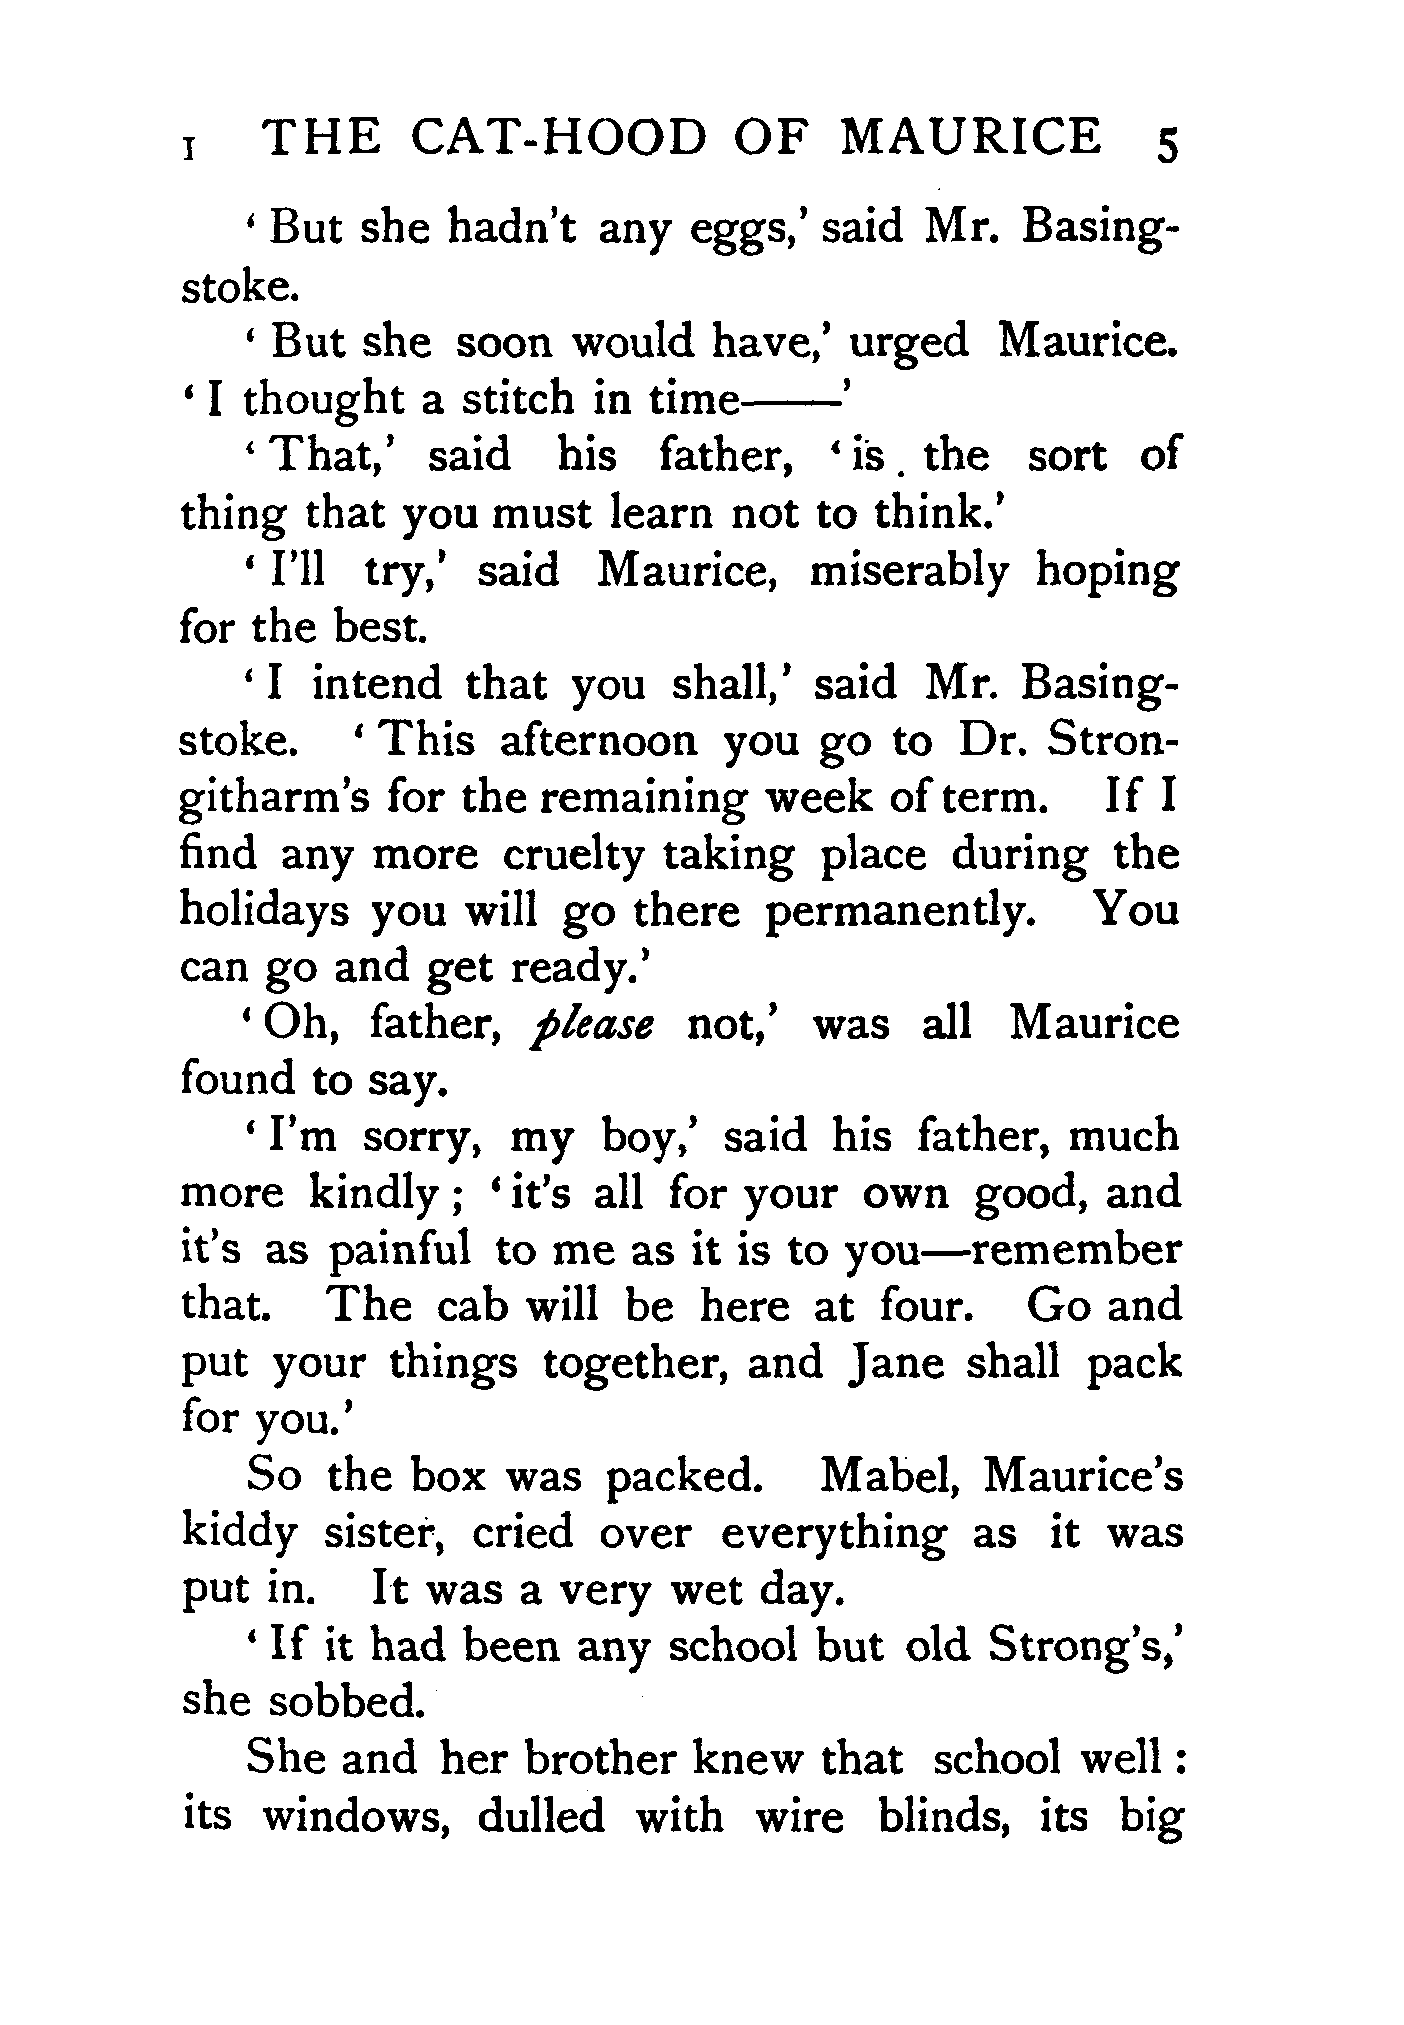 I THE CAT-HOOD OF MAURICE 5
‘ But she hadn’t any eggs,’ said Mr. Basing-
stoke.
‘ But she soon would have,’ urged Maurice.
‘ I thought a stitch in time——’
‘ That,’ said his father, ‘ is the sort of
thing that you must learn not to think.’
‘ I’ll try,’ said Maurice, miserably hoping
for the best.
‘ I intend that you shall,’ said Mr. Basing-
stoke. ‘ This afternoon you go to Dr. Stron-
githarm’s for the remaining week of term. If I
find any more cruelty taking place during the
holidays you will go there permanently. You
can go and get ready.’
‘ Oh, father, please not,’ was all Maurice
found to say.
‘ I’m sorry, my boy,’ said his father, much
more kindly ; ‘ it’s all for your own good, and
it’s as painful to me as it is to you—remember
that. The cab will be here at four. Go and
put your things together, and Jane shall pack
for you.’
So the box was packed. Mabel, Maurice’s
kiddy sister, cried over everything as it was
put in. It was a very wet day.
‘ If it had been any school but old Strong’s,’
she sobbed.
She and her brother knew that school well :
its windows, dulled with wire blinds, its big